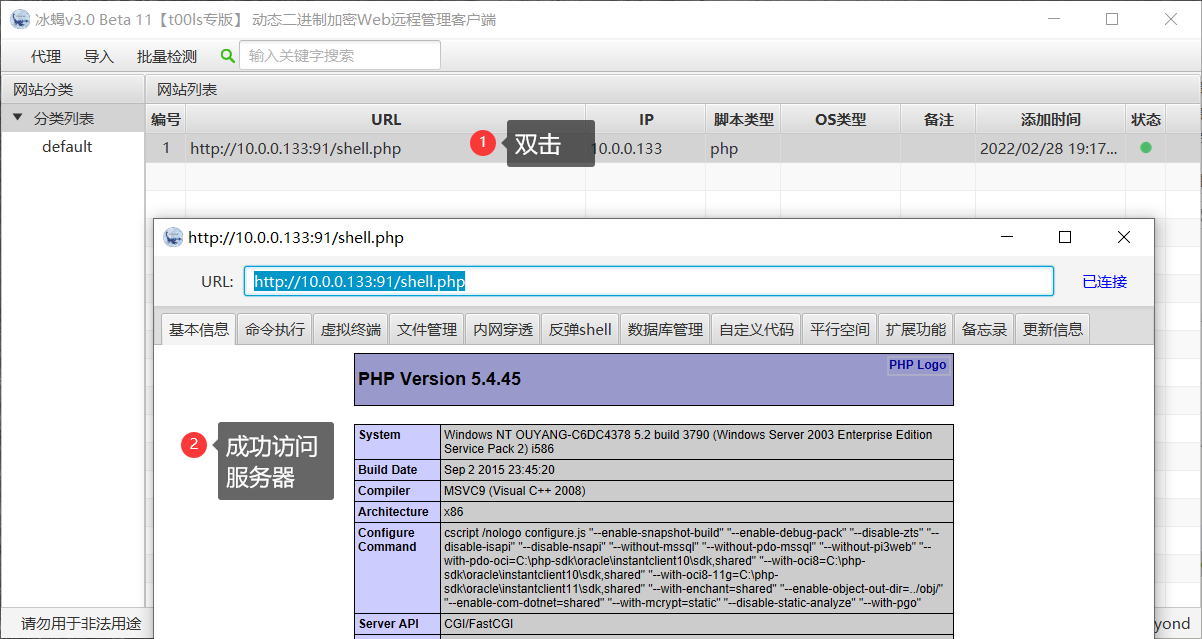 冰蝎v3.0 Beta 11【t00ls专版】 动态二进制加密Web远程管理客户端
代理 导入 批量检测 输入关键字搜索
网站分类 网站列表
分类列表
default
编号 URL IP 脚本类型 OS类型 备注 添加时间 状态
1 http://10.0.0.133:91/shell.php 10.0.0.133 php 2022/02/28 19:17...
1 双击
http://10.0.0.133:91/shell.php
URL: http://10.0.0.133:91/shell.php 已连接
基本信息 命令执行 虚拟终端 文件管理 内网穿透 反弹shell 数据库管理 自定义代码 平行空间 扩展功能 备忘录 更新信息
PHP Version 5.4.45
PHP Logo
2 成功访问
服务器
System Windows NT OUYANG-C6DC4378 5.2 build 3790 (Windows Server 2003 Enterprise Edition
Service Pack 2) i586
Build Date Sep 2 2015 23:45:20
Compiler MSVC9 (Visual C++ 2008)
Architecture x86
Configure cscript /nologo configure.js "--enable-snapshot-build" "--enable-debug-pack" "--disable-zts" "--
Command disable-isapi" "--disable-nsapi" "--without-mssql" "--without-pdo-mssql" "--without-pi3web" "--
with-pdo-oci=C:\php-sdk\oracle\instantclient10\sdk,shared" "--with-oci8=C:\php-
sdk\oracle\instantclient10\sdk,shared" "--with-oci8-11g=C:\php-
sdk\oracle\instantclient11\sdk,shared" "--with-enchant=shared" "--enable-object-out-dir=../obj/"
"--enable-com-dotnet=shared" "--with-mcrypt=static" "--disable-static-analyze" "--with-pgo"
Server API CGI/FastCGI
请勿用于非法用途
yond